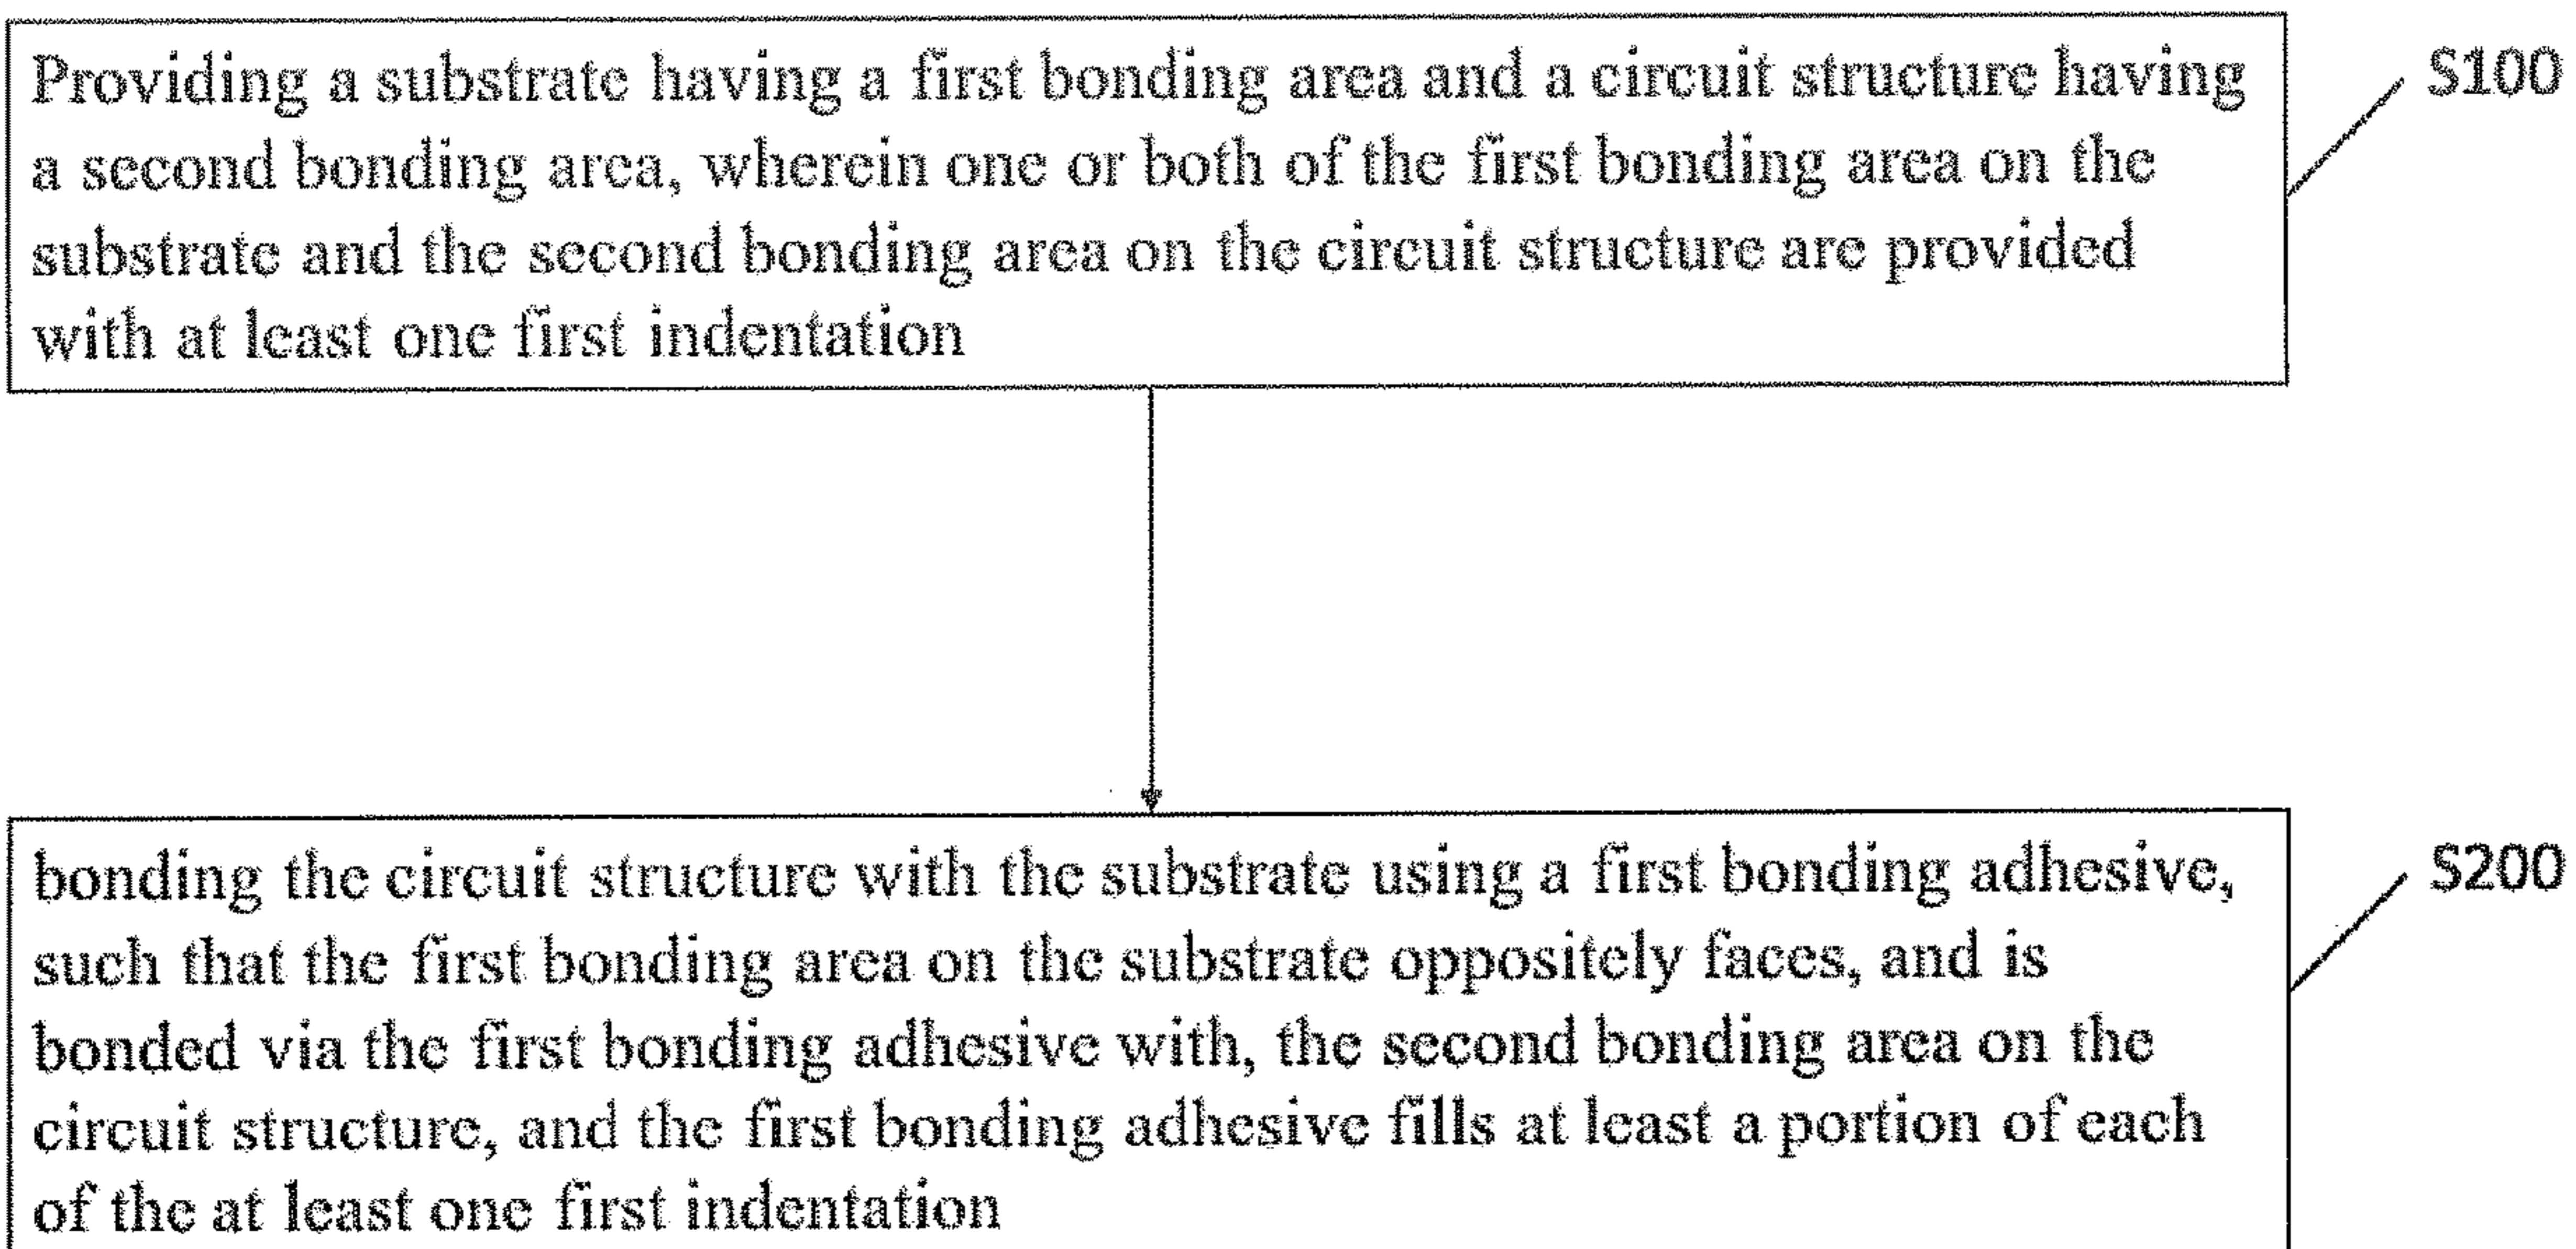 Providing a substrate having a first bonding area and a circuit structure having
a second bonding area, wherein one or both of the first bonding area on the
substrate and the second bonding area on the circuit structure are provided
with at least one first indentation
S100
bonding the circuit structure with the substrate using a first bonding adhesive,
such that the first bonding area on the substrate oppositely faces, and is
bonded via the first bonding adhesive with, the second bonding area on the
circuit structure, and the first bonding adhesive fills at least a portion of each
of the at least one first indentation
S200